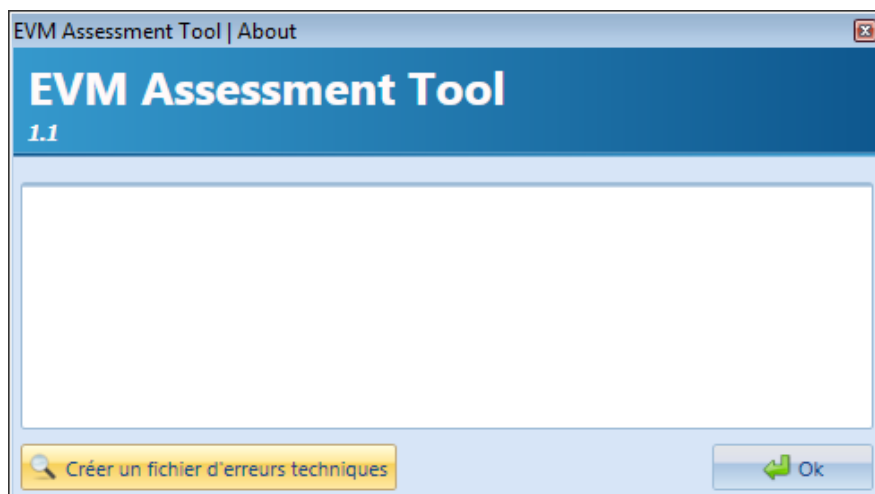 EVM Assessment Tool | About
EVM Assessment Tool
1.1
Créer un fichier d'erreurs techniques
Ok